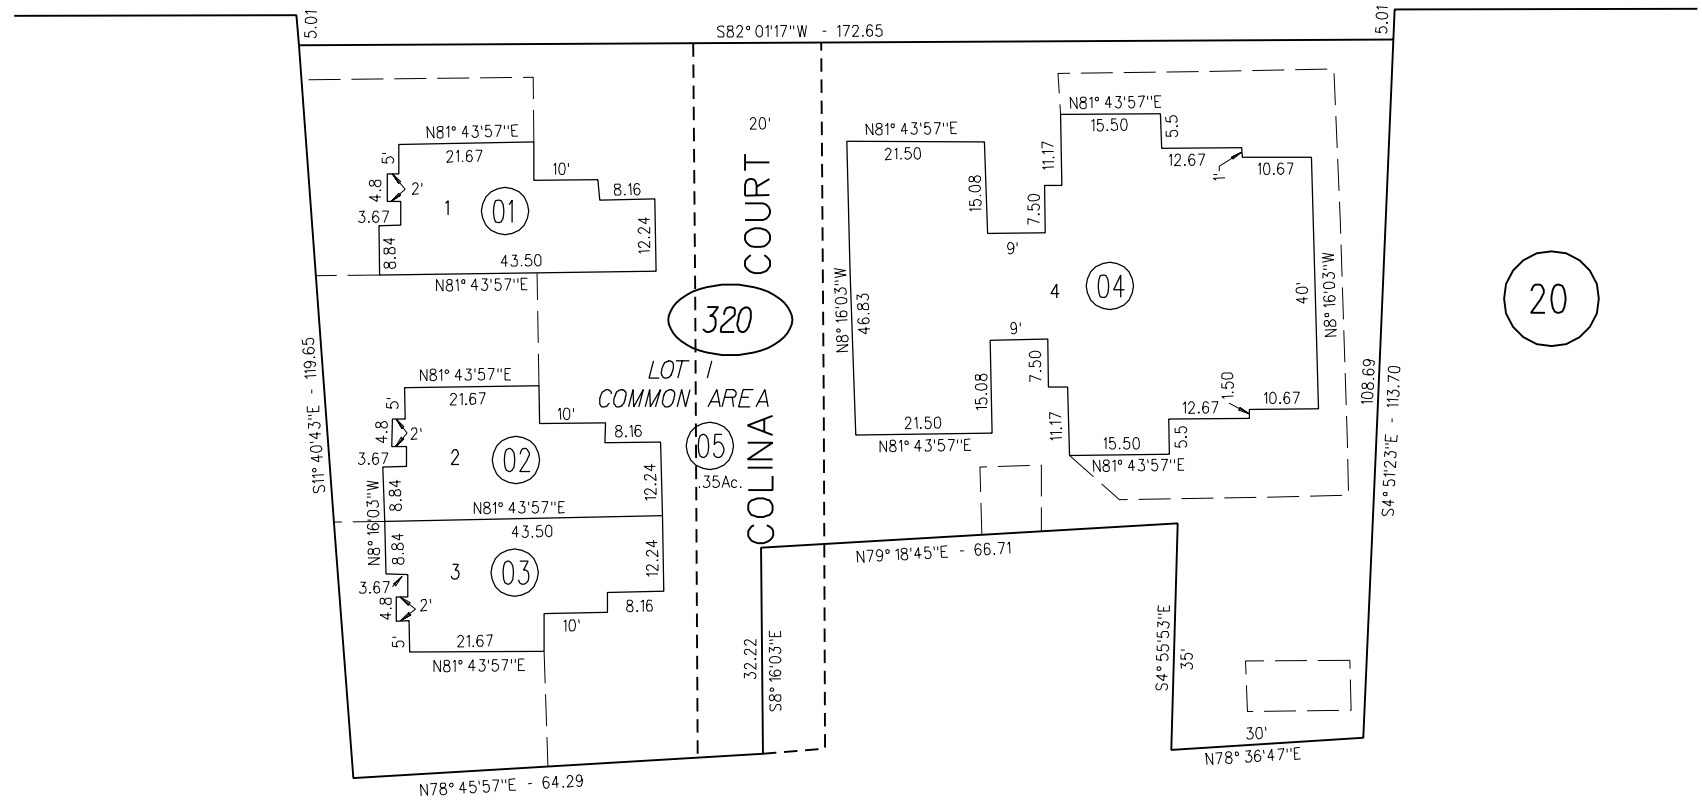 5.01
S82° 01'17"W - 172.65
5.01
N81° 43'57"E
21.67
5'
10'
4.8
2'
8.16
3.67
1
01
8.84
12.24
43.50
N81° 43'57"E
20'
COLINA COURT
320
LOT 1
COMMON AREA
05
.35Ac.
S11° 40'43"E - 119.65
N81° 43'57"E
21.67
5'
10'
4.8
2'
8.16
3.67
2
02
8.84
12.24
N8° 16'03"W
N81° 43'57"E
43.50
8.84
12.24
3
03
3.67
4.8
2'
8.16
5'
10'
21.67
N81° 43'57"E
N78° 45'57"E - 64.29
32.22
S8° 16'03"E
N81° 43'57"E
21.50
15.08
9'
7.50
11.17
N81° 43'57"E
15.50
5.5
12.67
1'
10.67
N8° 16'03"W
46.83
4
04
40'
N8° 16'03"W
9'
7.50
15.08
21.50
N81° 43'57"E
11.17
15.50
N81° 43'57"E
5.5
12.67
1.50
10.67
108.69
S4° 51'23"E - 113.70
N79° 18'45"E - 66.71
S4° 55'53"E
35'
30'
N78° 36'47"E
20